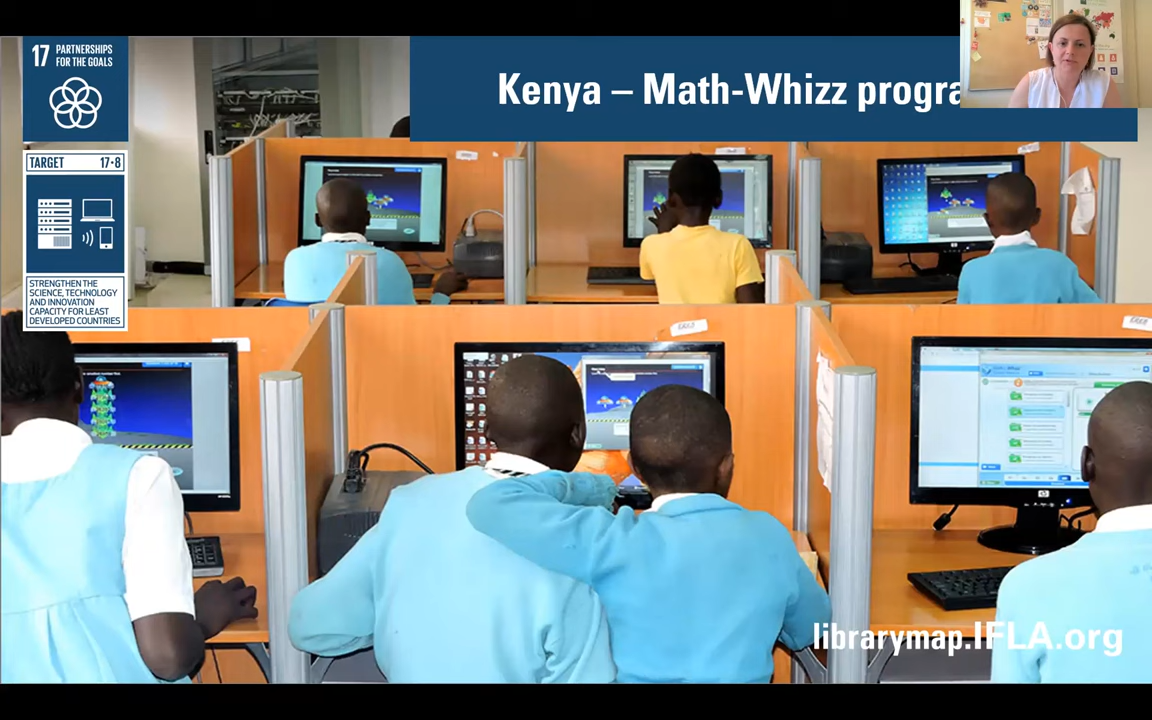 17 PARTNERSHIPS
FOR THE GOALS
Kenya – Math-Whizz progra
TARGET 17·8
STRENGTHEN THE
SCIENCE, TECHNOLOGY
AND INNOVATION
CAPACITY FOR LEAST
DEVELOPED COUNTRIES
librarymap.IFLA.org